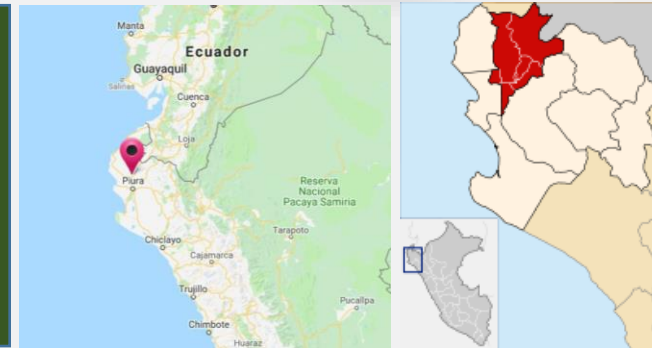 Manta
Ecuador
Guayaquil
Salinas
Cuenca
Loja
Piura
Reserva
Nacional
Pacaya Samiria
Tarapoto
Chiclayo
Cajamarca
Trujillo
Pucallpa
Chimbote
Huaraz